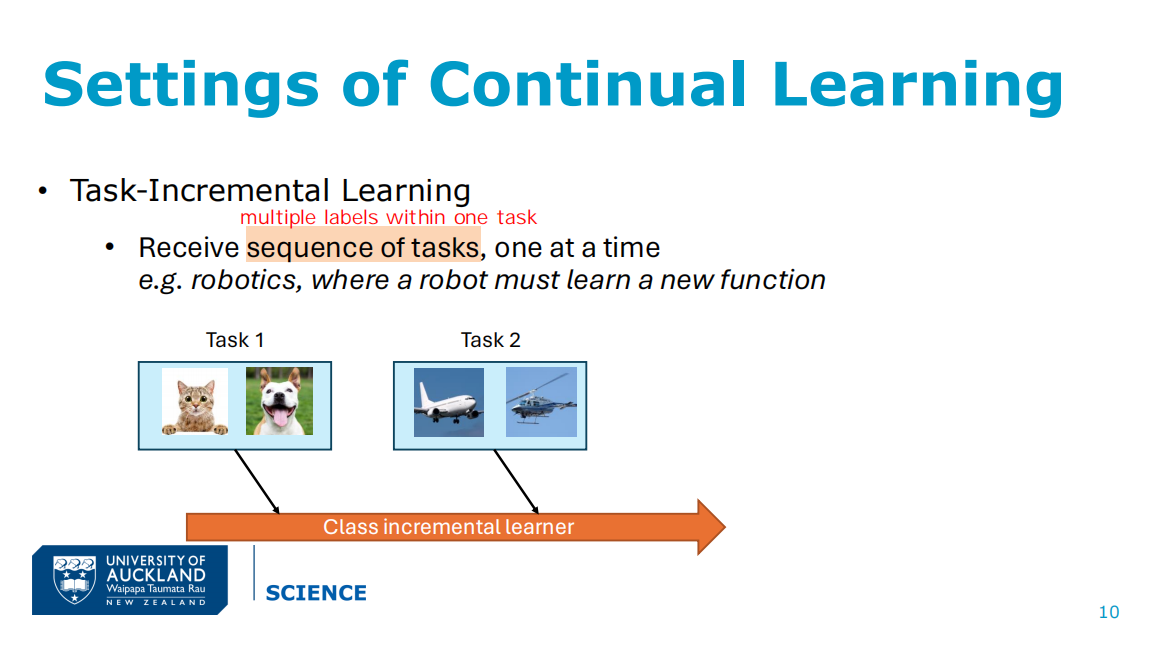 Settings of Continual Learning
• Task-Incremental Learning
multiple labels within one task
• Receive sequence of tasks, one at a time
e.g. robotics, where a robot must learn a new function
Task 1
Task 2
Class incremental learner
UNIVERSITY OF
AUCKLAND
Waipapa Taumata Rau
NEW ZEALAND
SCIENCE
10